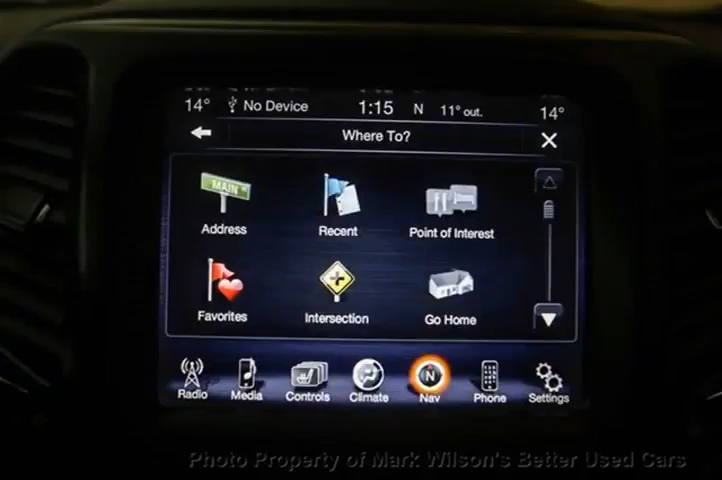 14° No Device 1:15 N 11° out. 14°
Where To?
MAIN
Address Recent Point of Interest
Favorites Intersection Go Home
N
Radio Media Controls Climate Nav Phone Settings
Photo Property of Mark Wilson's Better Used Cars